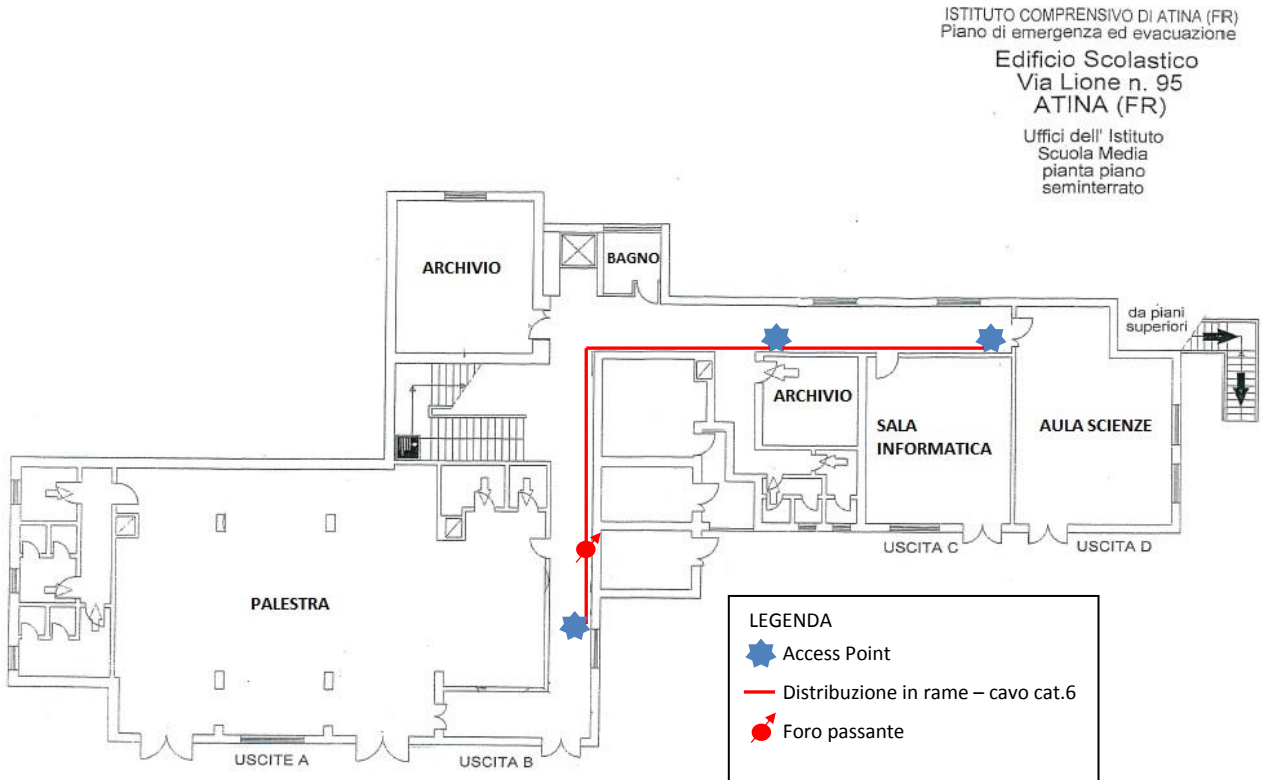 ISTITUTO COMPRENSIVO DI ATINA (FR)
Piano di emergenza ed evacuazione
Edificio Scolastico
Via Lione n. 95
ATINA (FR)
Uffici dell' Istituto
Scuola Media
pianta piano
seminterrato
ARCHIVIO
BAGNO
da piani
superiori
ARCHIVIO
SALA
INFORMATICA
AULA SCIENZE
USCITA C
USCITA D
PALESTRA
USCITE A
USCITA B
LEGENDA
Access Point
Distribuzione in rame – cavo cat.6
Foro passante